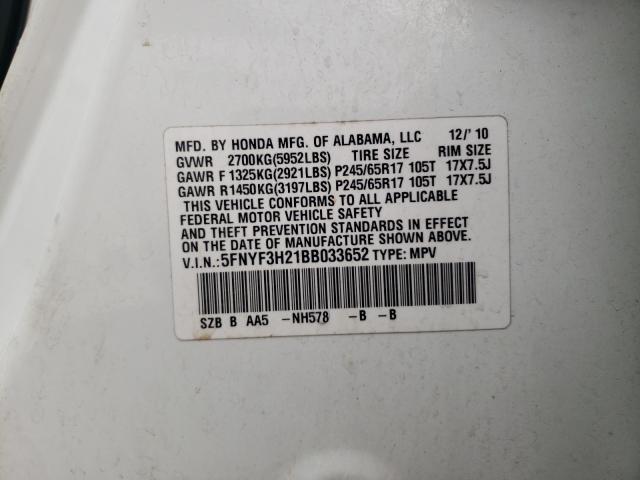 MFD. BY HONDA MFG. OF ALABAMA, LLC 12/'10
GVWR 2700KG(5952LBS) TIRE SIZE RIM SIZE
GAWR F 1325KG(2921LBS) P245/65R17 105T 17X7.5J
GAWR R 1450KG(3197LBS) P245/65R17 105T 17X7.5J
THIS VEHICLE CONFORMS TO ALL APPLICABLE
FEDERAL MOTOR VEHICLE SAFETY
AND THEFT PREVENTION STANDARDS IN EFFECT
ON THE DATE OF MANUFACTURE SHOWN ABOVE.
V.I.N.:5FNYF3H21BB033652 TYPE: MPV
SZB B AA5 -NH578 -B -B